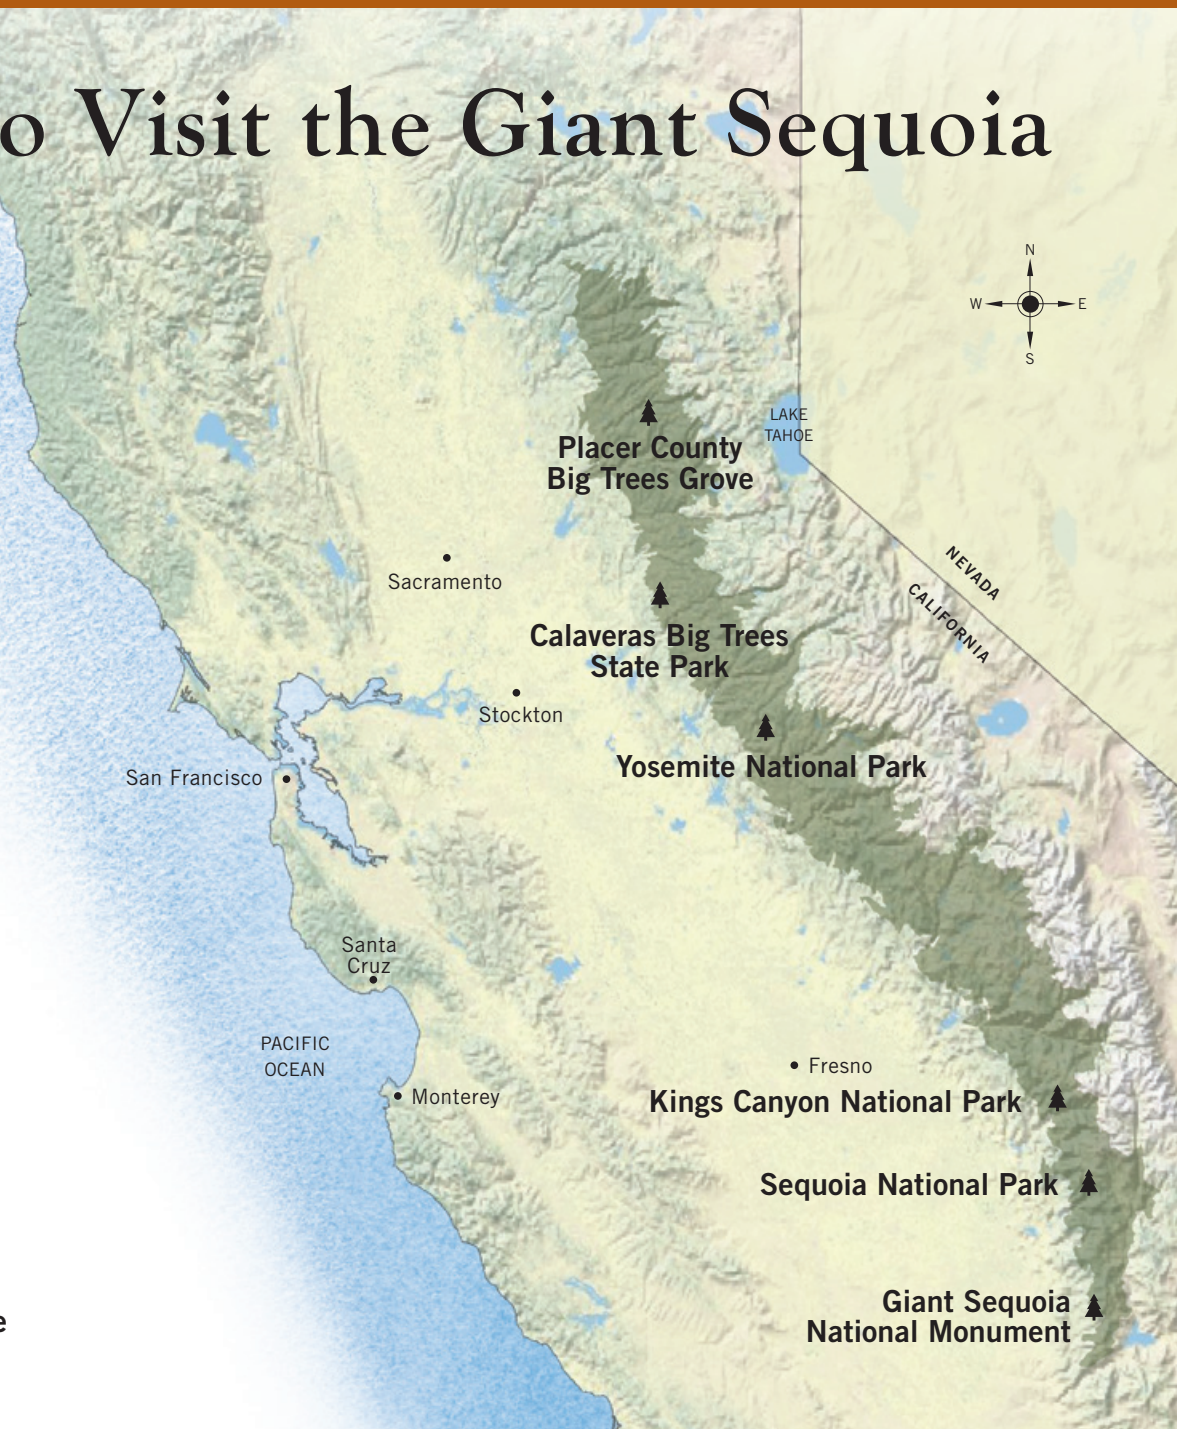 o Visit the Giant Sequoia
N
W
E
S
LAKE
TAHOE
Placer County
Big Trees Grove
NEVADA
CALIFORNIA
Sacramento
Calaveras Big Trees
State Park
Stockton
Yosemite National Park
San Francisco
Santa
Cruz
PACIFIC
OCEAN
Fresno
Monterey
Kings Canyon National Park
Sequoia National Park
Giant Sequoia
National Monument
e